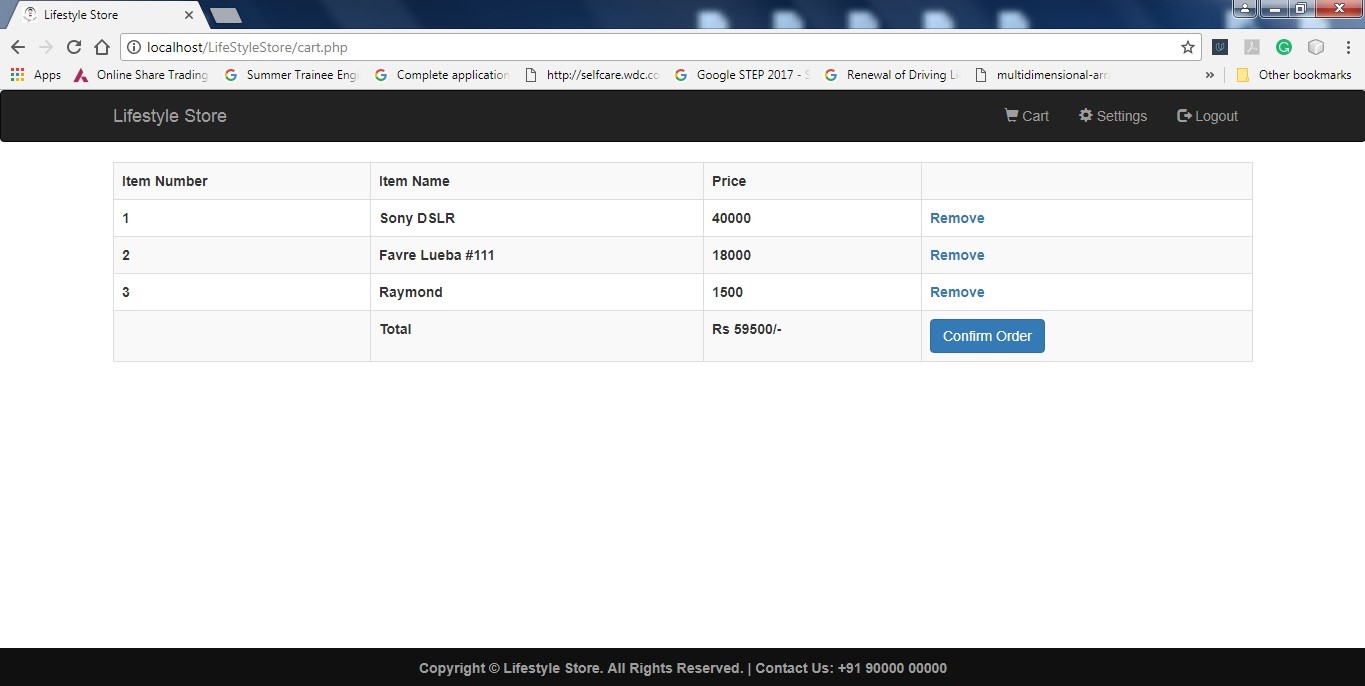 Lifestyle Store
localhost/LifeStyleStore/cart.php
Apps Online Share Trading Summer Trainee Eng Complete application http://selfcare.wdc.co Google STEP 2017 - Renewal of Driving Li multidimensional-arr » Other bookmarks
Lifestyle Store Cart Settings Logout
Item Number Item Name Price
1 Sony DSLR 40000 Remove
2 Favre Lueba #111 18000 Remove
3 Raymond 1500 Remove
Total Rs 59500/- Confirm Order
Copyright © Lifestyle Store. All Rights Reserved. | Contact Us: +91 90000 00000